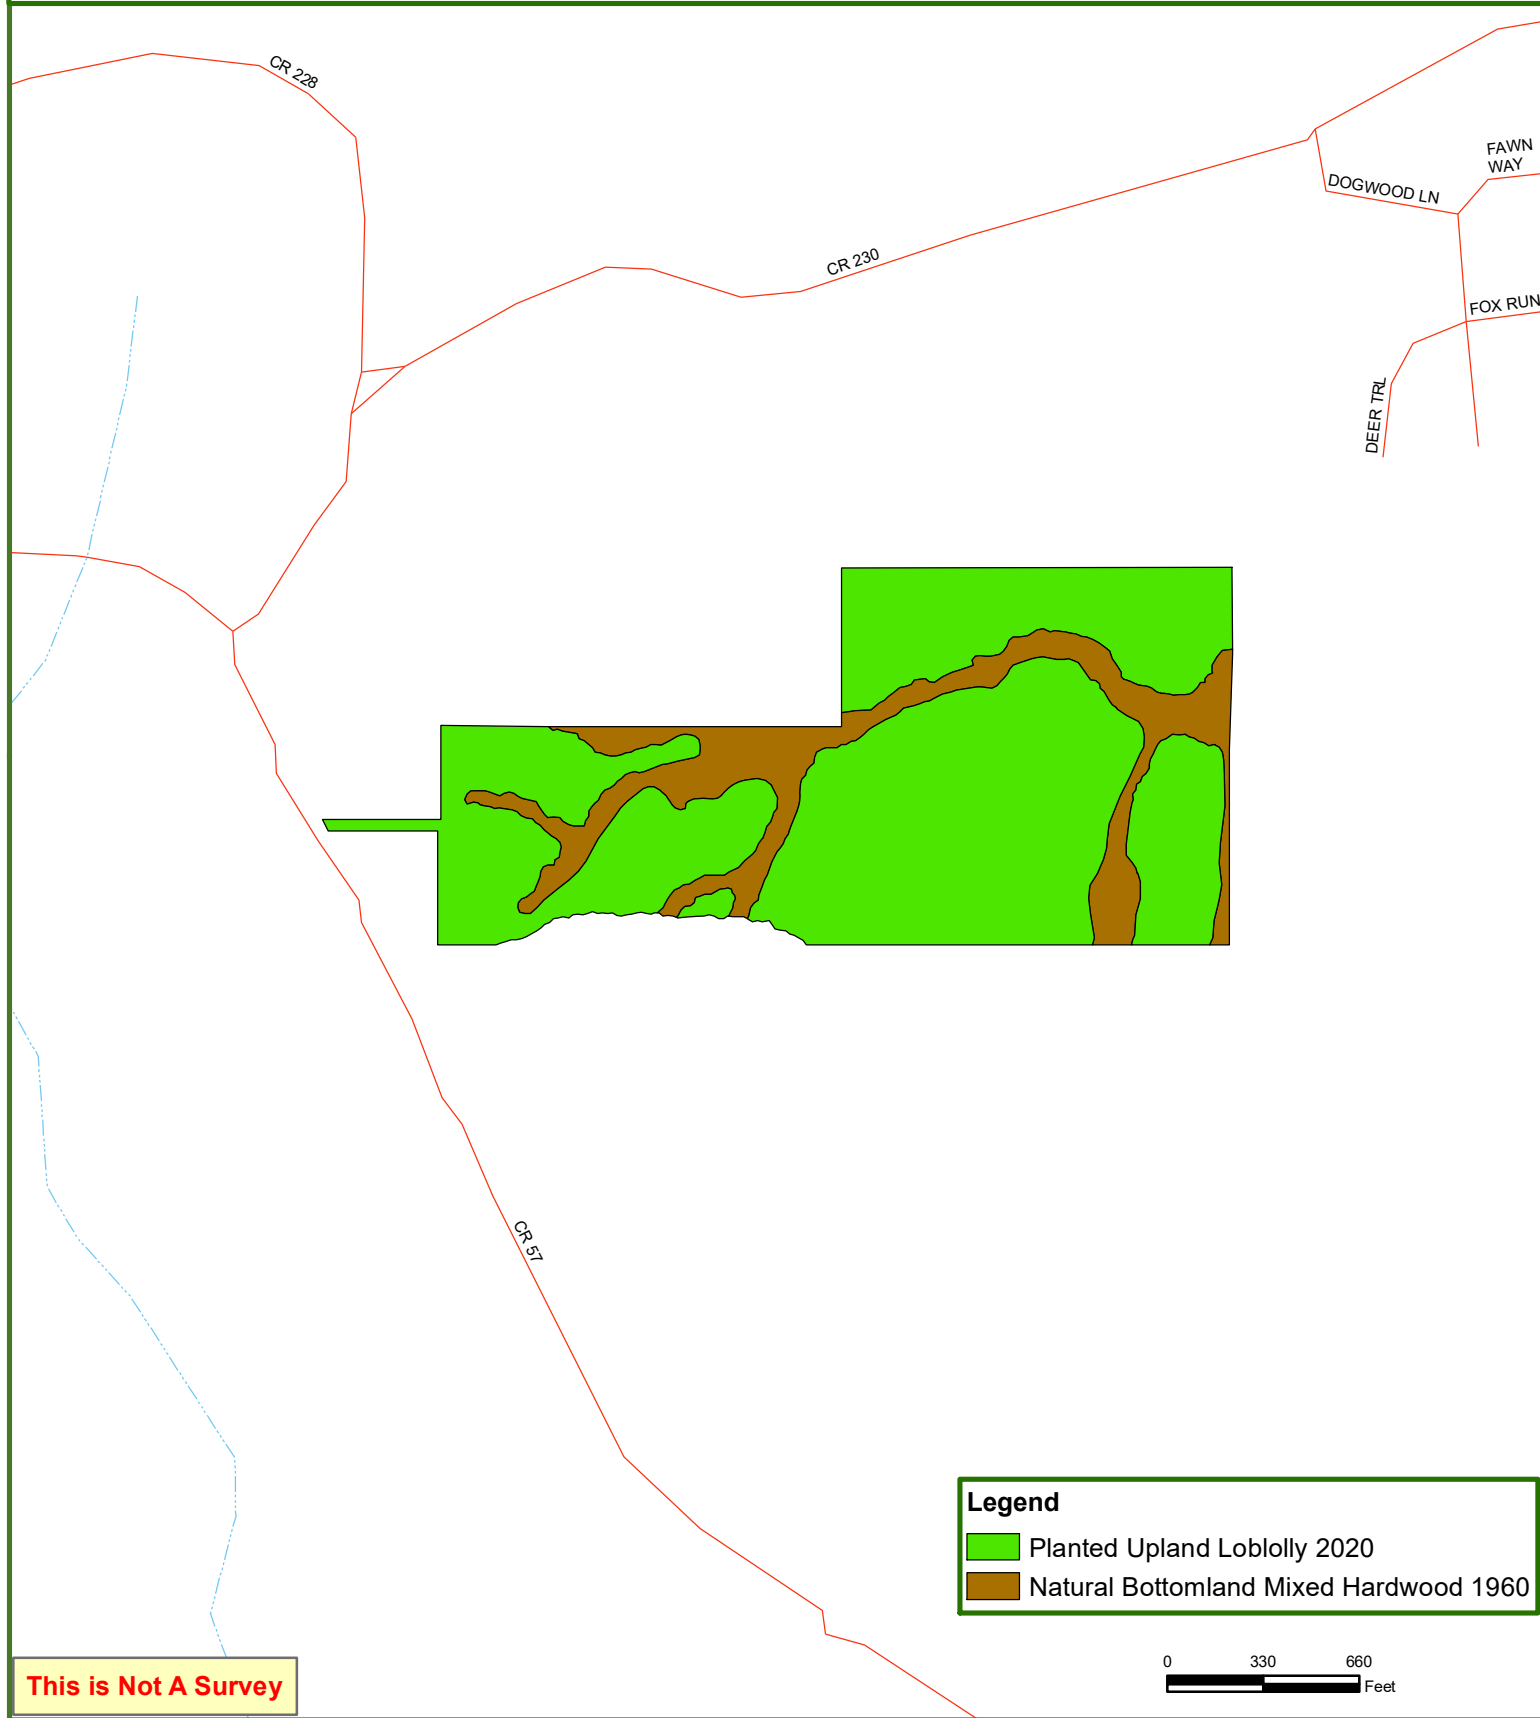 CR 228
FAWN
WAY
DOGWOOD LN
CR 230
FOX RUN
DEER TRL
CR 57
Legend
Planted Upland Loblolly 2020
Natural Bottomland Mixed Hardwood 1960
0 330 660
Feet
This is Not A Survey